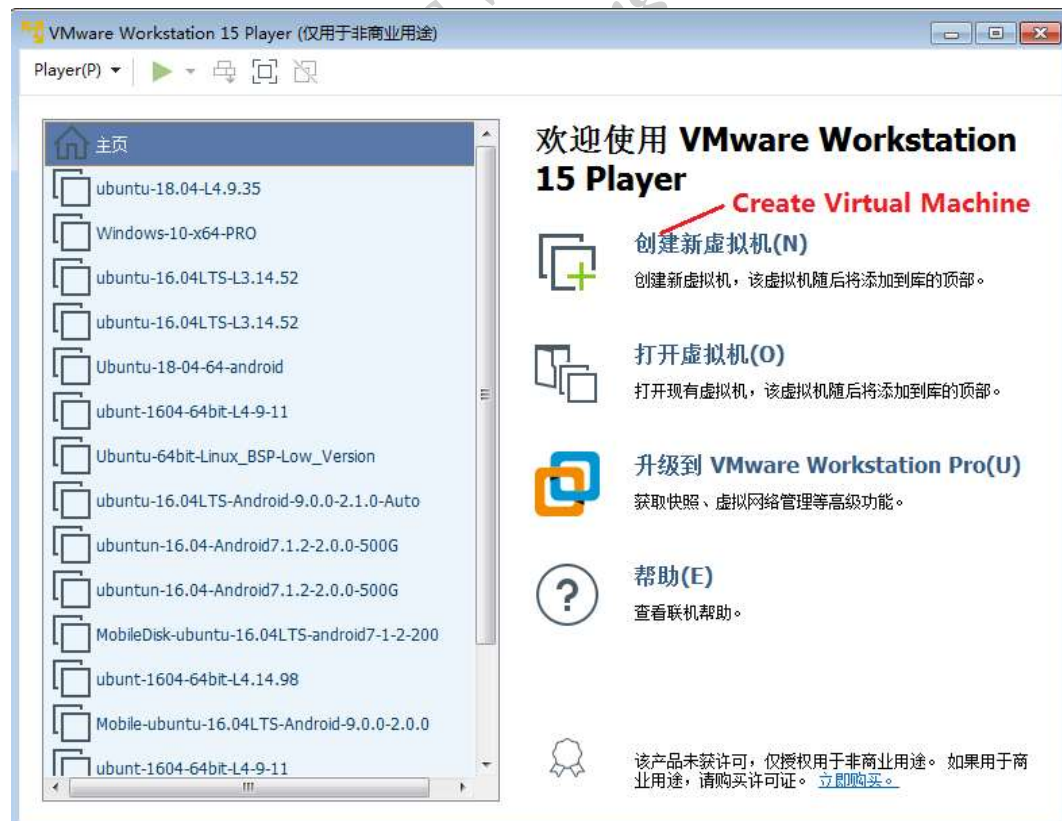 VMware Workstation 15 Player (仅用于非商业用途)
Player(P)
主页
ubuntu-18.04-L4.9.35
Windows-10-x64-PRO
ubuntu-16.04LTS-L3.14.52
ubuntu-16.04LTS-L3.14.52
Ubuntu-18-04-64-android
ubunt-1604-64bit-L4-9-11
Ubuntu-64bit-Linux_BSP-Low_Version
ubuntu-16.04LTS-Android-9.0.0-2.1.0-Auto
ubuntun-16.04-Android7.1.2-2.0.0-500G
ubuntun-16.04-Android7.1.2-2.0.0-500G
MobileDisk-ubuntu-16.04LTS-android7-1-2-200
ubunt-1604-64bit-L4.14.98
Mobile-ubuntu-16.04LTS-Android-9.0.0-2.0.0
ubunt-1604-64bit-L4-9-11
欢迎使用 VMware Workstation
15 Player
Create Virtual Machine
创建新虚拟机(N)
创建新虚拟机，该虚拟机随后将添加到库的顶部。
打开虚拟机(O)
打开现有虚拟机，该虚拟机随后将添加到库的顶部。
升级到 VMware Workstation Pro(U)
获取快照、虚拟网络管理等高级功能。
帮助(E)
查看联机帮助。
该产品未获许可，仅授权用于非商业用途。如果用于商
业用途，请购买许可证。 立即购买。